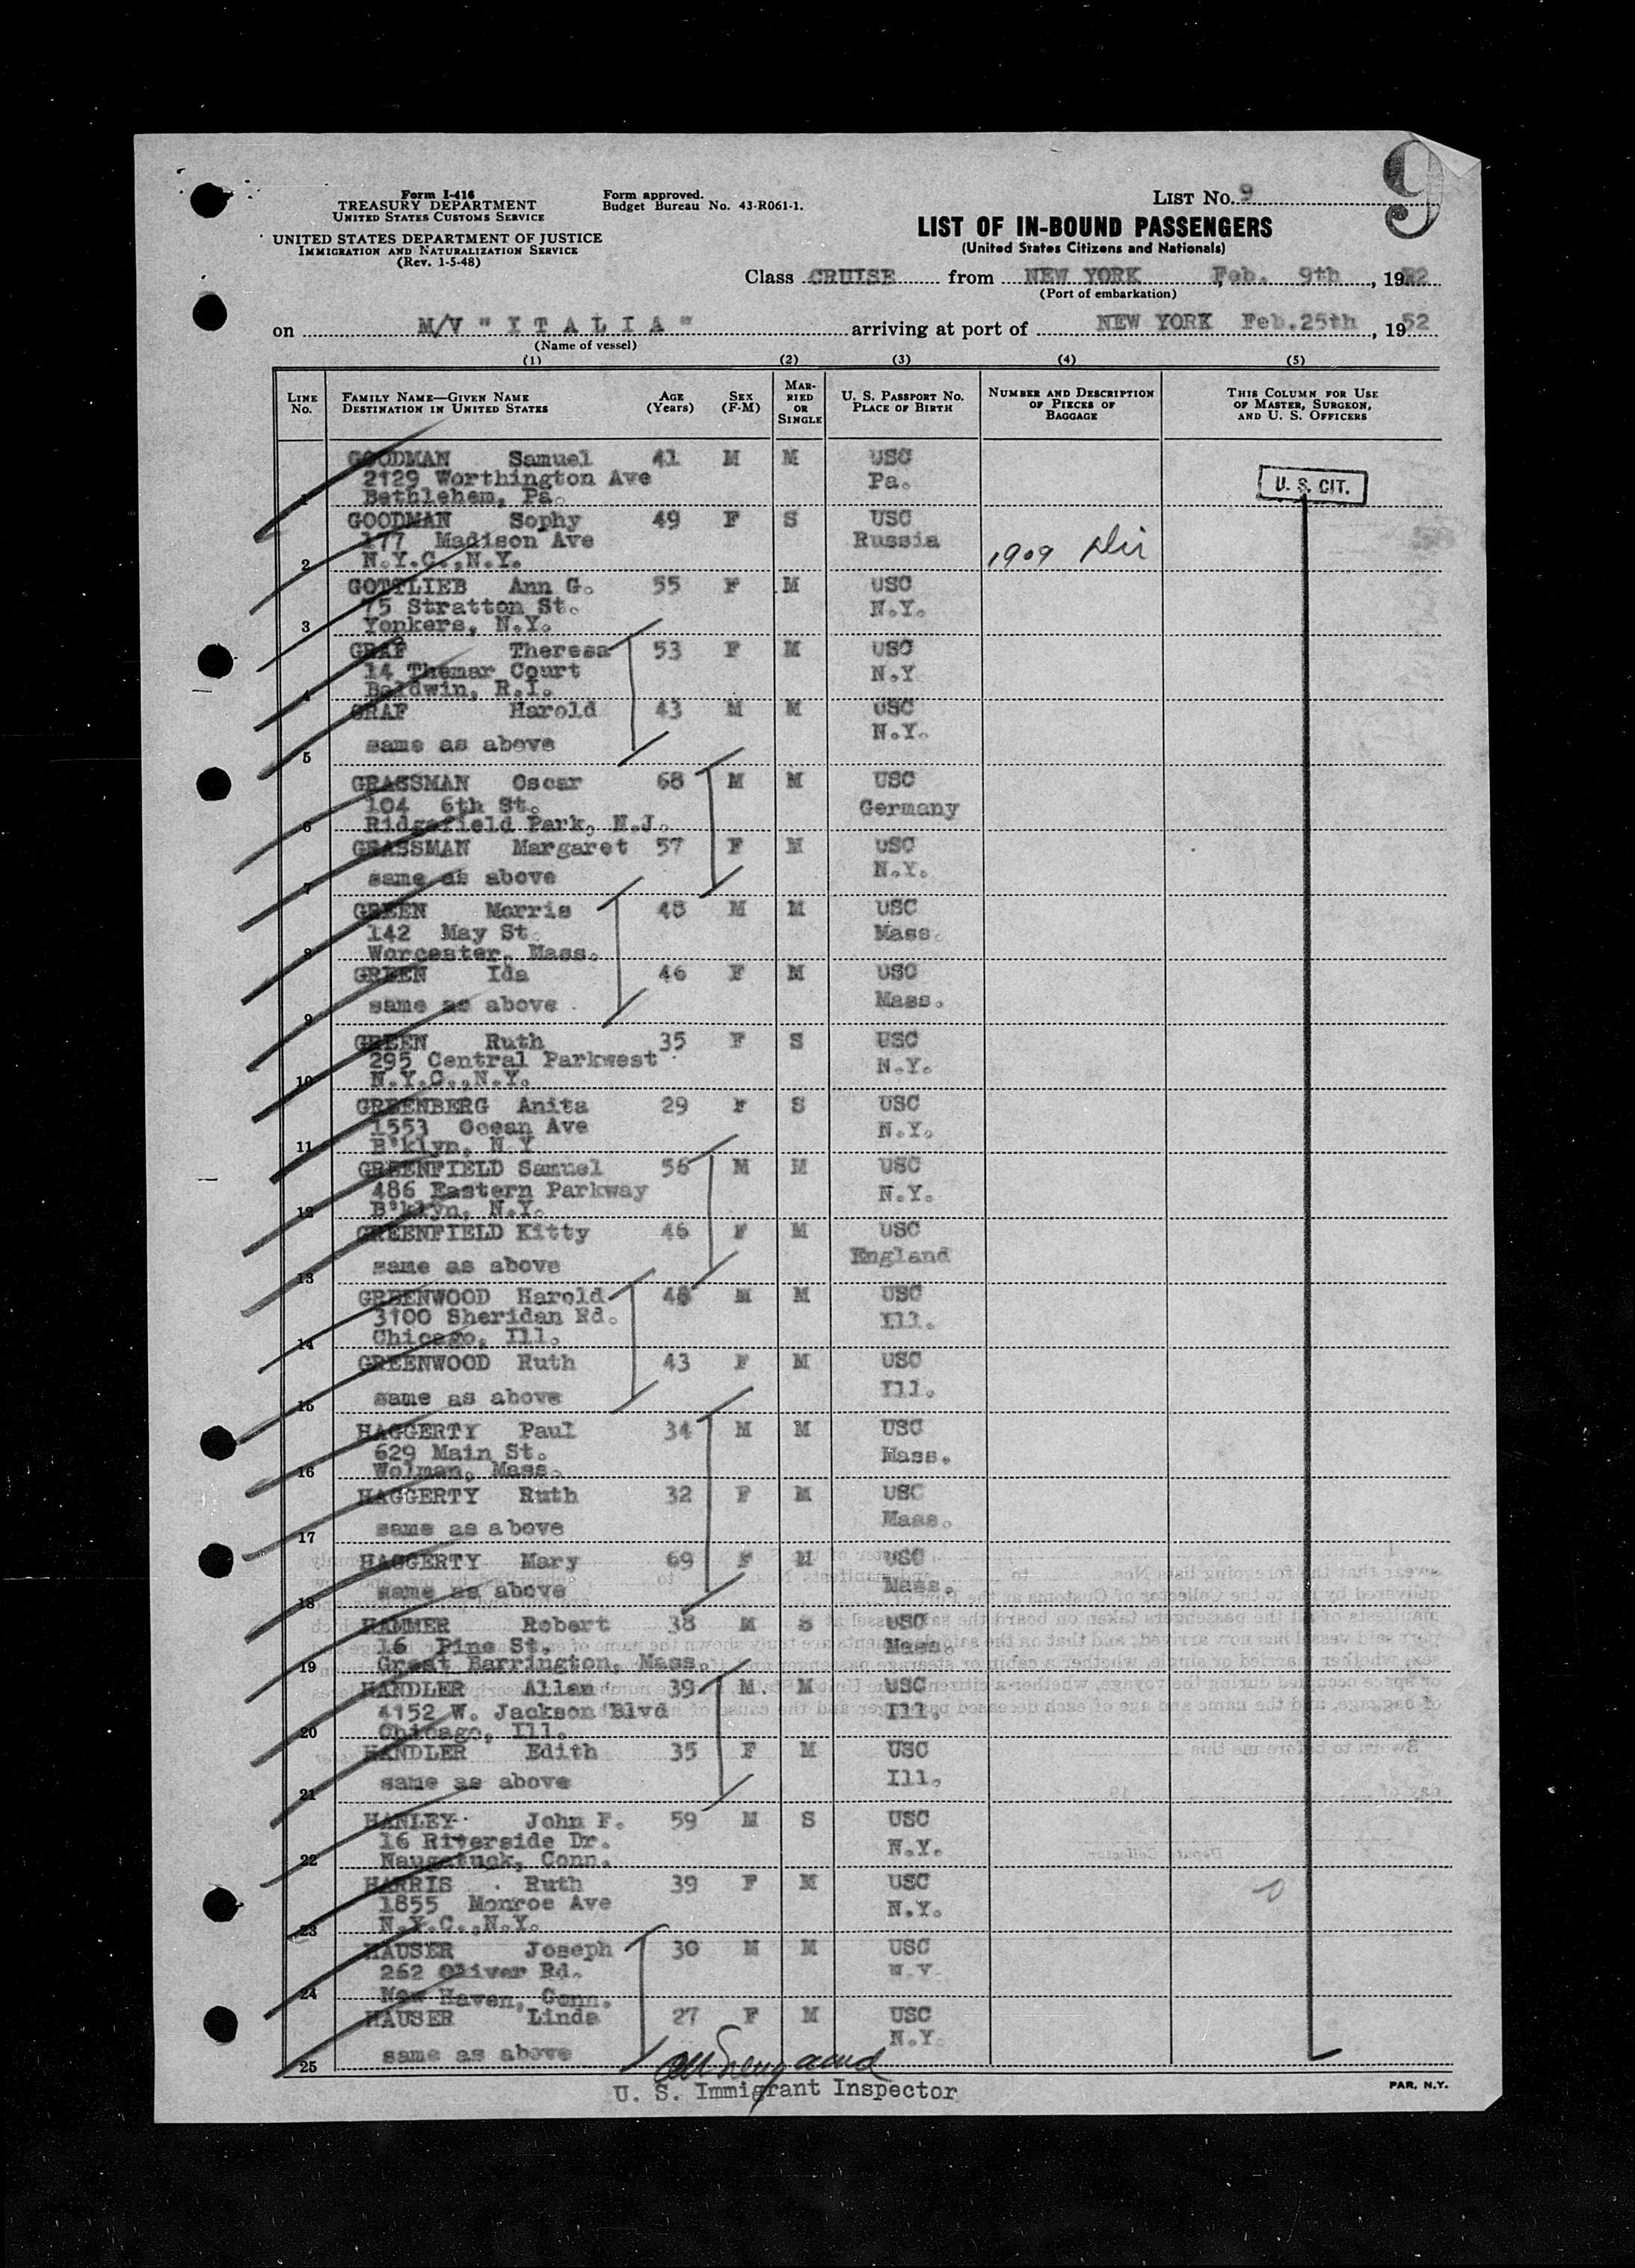 9
Form I-416
TREASURY DEPARTMENT
UNITED STATES CUSTOMS SERVICE
UNITED STATES DEPARTMENT OF JUSTICE
IMMIGRATION AND NATURALIZATION SERVICE
(Rev. 1-5-48)
Form approved.
Budget Bureau No. 43-R061-1.
LIST No. 9
LIST OF IN-BOUND PASSENGERS
(United States Citizens and Nationals)
Class CRUISE from NEW YORK, Feb. 9th, 1952
(Port of embarkation)
on M/V "ITALIA" arriving at port of NEW YORK Feb.25th, 1952
(Name of vessel)
(1) (2) (3) (4) (5)
LINE No. FAMILY NAME—GIVEN NAME DESTINATION IN UNITED STATES AGE (Years) SEX (F-M) MARRIED OR SINGLE U. S. PASSPORT No. PLACE OF BIRTH NUMBER AND DESCRIPTION OF PIECES OF BAGGAGE THIS COLUMN FOR USE OF MASTER, SURGEON, AND U. S. OFFICERS
GOODMAN Samuel 41 M M USC
2129 Worthington Ave Pa. U. S. CIT.
1 Bethlehem, Pa.
GOODMAN Sophy 49 F S USC
177 Madison Ave Russia 1909
2 N.Y.C.,N.Y.
GOTTLIEB Ann G. 55 F M USC
75 Stratton St. N.Y.
3 Yonkers, N.Y.
GRAF Theresa 53 F M USC
14 Themar Court N.Y
4 Baldwin, R.I.
GRAF Harold 43 M M USC
N.Y.
5 same as above
GRASSMAN Oscar 68 M M USC
104 6th St. Germany
6 Ridgefield Park, N.J.
GRASSMAN Margaret 57 F M USC
7 same as above N.Y.
GREEN Morris 48 M M USC
142 May St. Mass.
8 Worcester, Mass.
GREEN Ida 46 F M USC
9 same as above Mass.
GREEN Ruth 35 F S USC
295 Central Parkwest N.Y.
10 N.Y.C.,N.Y.
GREENBERG Anita 29 F S USC
1553 Ocean Ave N.Y.
11 B'klyn, N.Y
GREENFIELD Samuel 56 M M USC
486 Eastern Parkway N.Y.
12 B'klyn, N.Y.
GREENFIELD Kitty 46 F M USC
England
13 same as above
GREENWOOD Harold 48 M M USC
3100 Sheridan Rd. Ill.
14 Chicago, Ill.
GREENWOOD Ruth 43 F M USC
15 same as above Ill.
HAGGERTY Paul 34 M M USC
629 Main St. Mass.
16 Wolman, Mass.
HAGGERTY Ruth 32 F M USC
17 same as above Mass.
HAGGERTY Mary 69 F M USC
18 same as above Mass.
HAMMER Robert 38 M S USC
16 Pine St. Mass.
19 Great Barrington, Mass.
HANDLER Allan 39 M. M USC
4152 W. Jackson Blvd Ill.
20 Chicago, Ill.
HANDLER Edith 35 F M USC
21 same as above Ill.
HANLEY John F. 59 M S USC
16 Riverside Dr. N.Y.
22 Naugatuck, Conn.
HARRIS Ruth 39 F M USC
1855 Monroe Ave N.Y.
23 N.Y.C.,N.Y.
HAUSER Joseph 30 M M USC
262 Oliver Rd. N.Y.
24 New Haven, Conn.
HAUSER Linda 27 F M USC
N.Y.
25 same as above
U. S. Immigrant Inspector
PAR, N.Y.